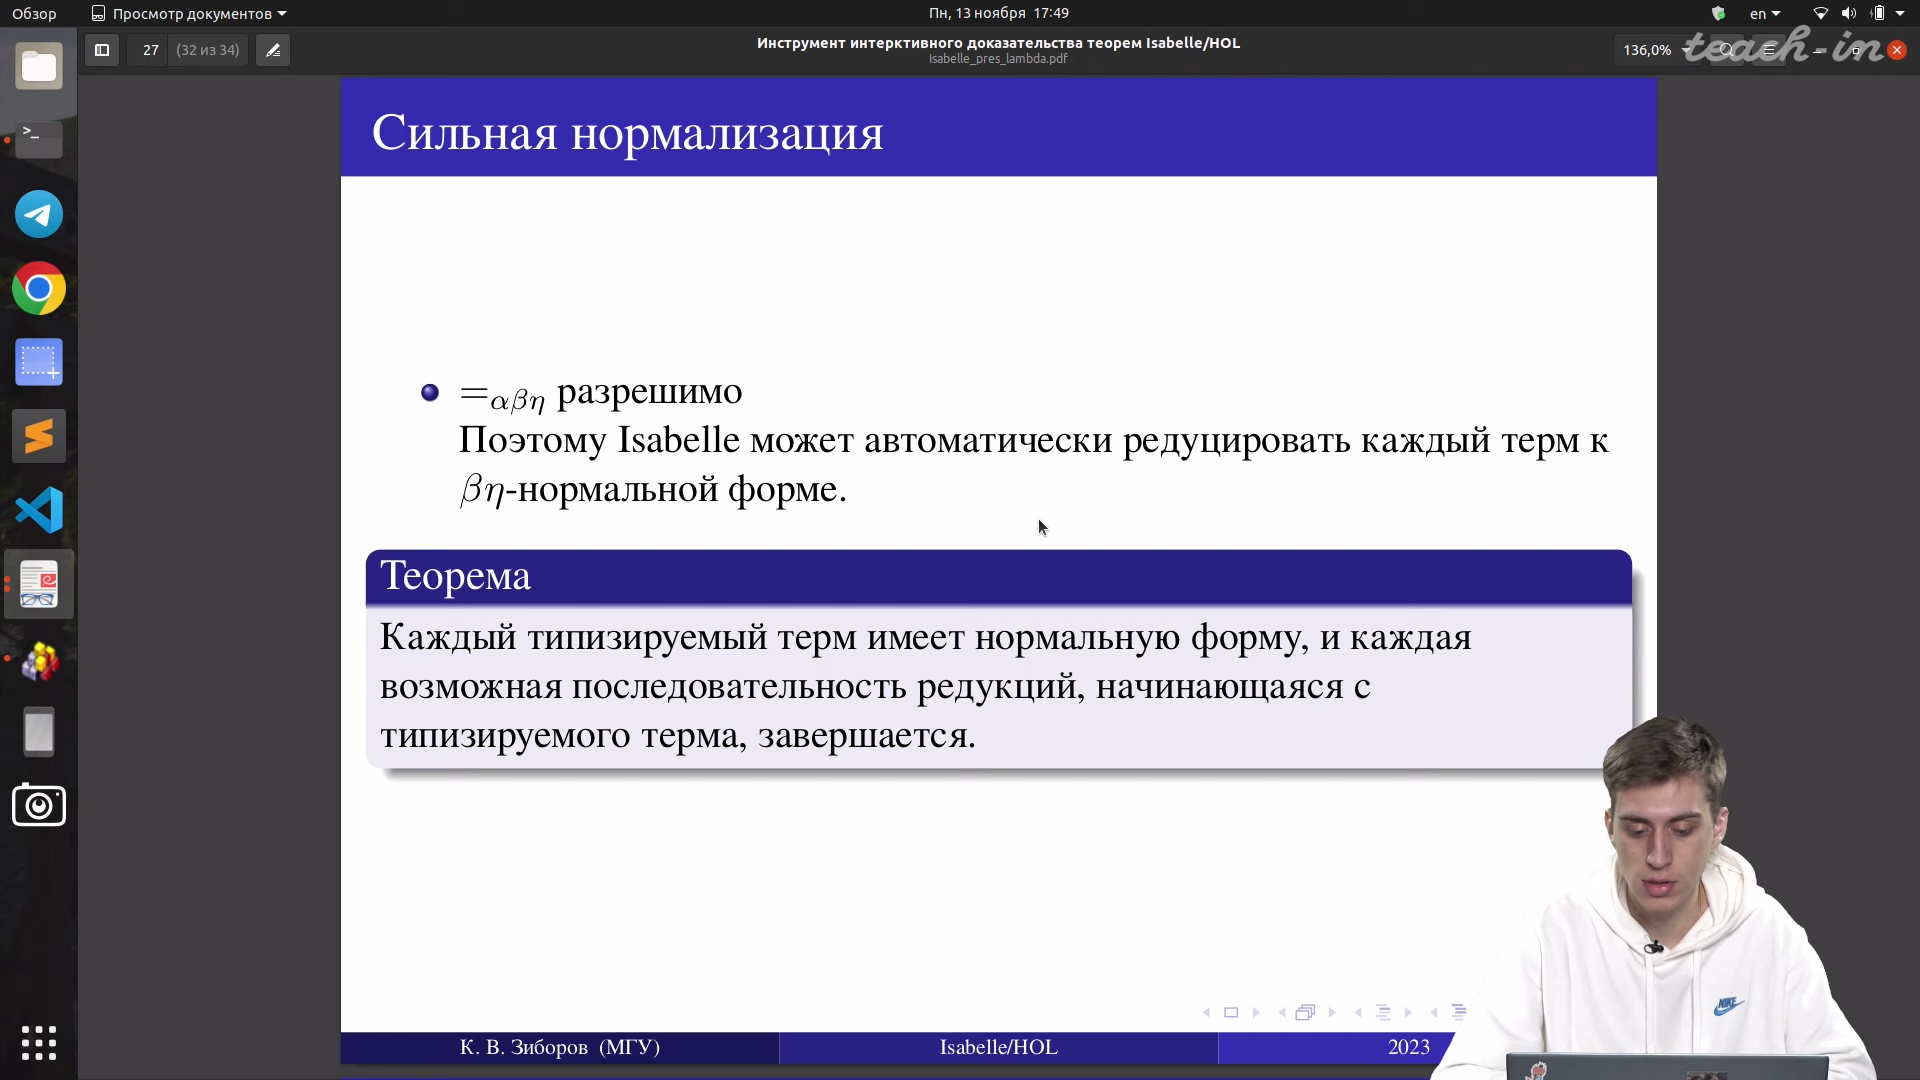 Обзор
Просмотр документов
Пн, 13 ноября 17:49
en
27
(32 из 34)
Инструмент интерктивного доказательства теорем Isabelle/HOL
Isabelle_pres_lambda.pdf
136,0%
teach-in
Сильная нормализация
=αβη разрешимо
Поэтому Isabelle может автоматически редуцировать каждый терм к
βη-нормальной форме.
Теорема
Каждый типизируемый терм имеет нормальную форму, и каждая
возможная последовательность редукций, начинающаяся с
типизируемого терма, завершается.
К. В. Зиборов (МГУ)
Isabelle/HOL
2023
NIKE